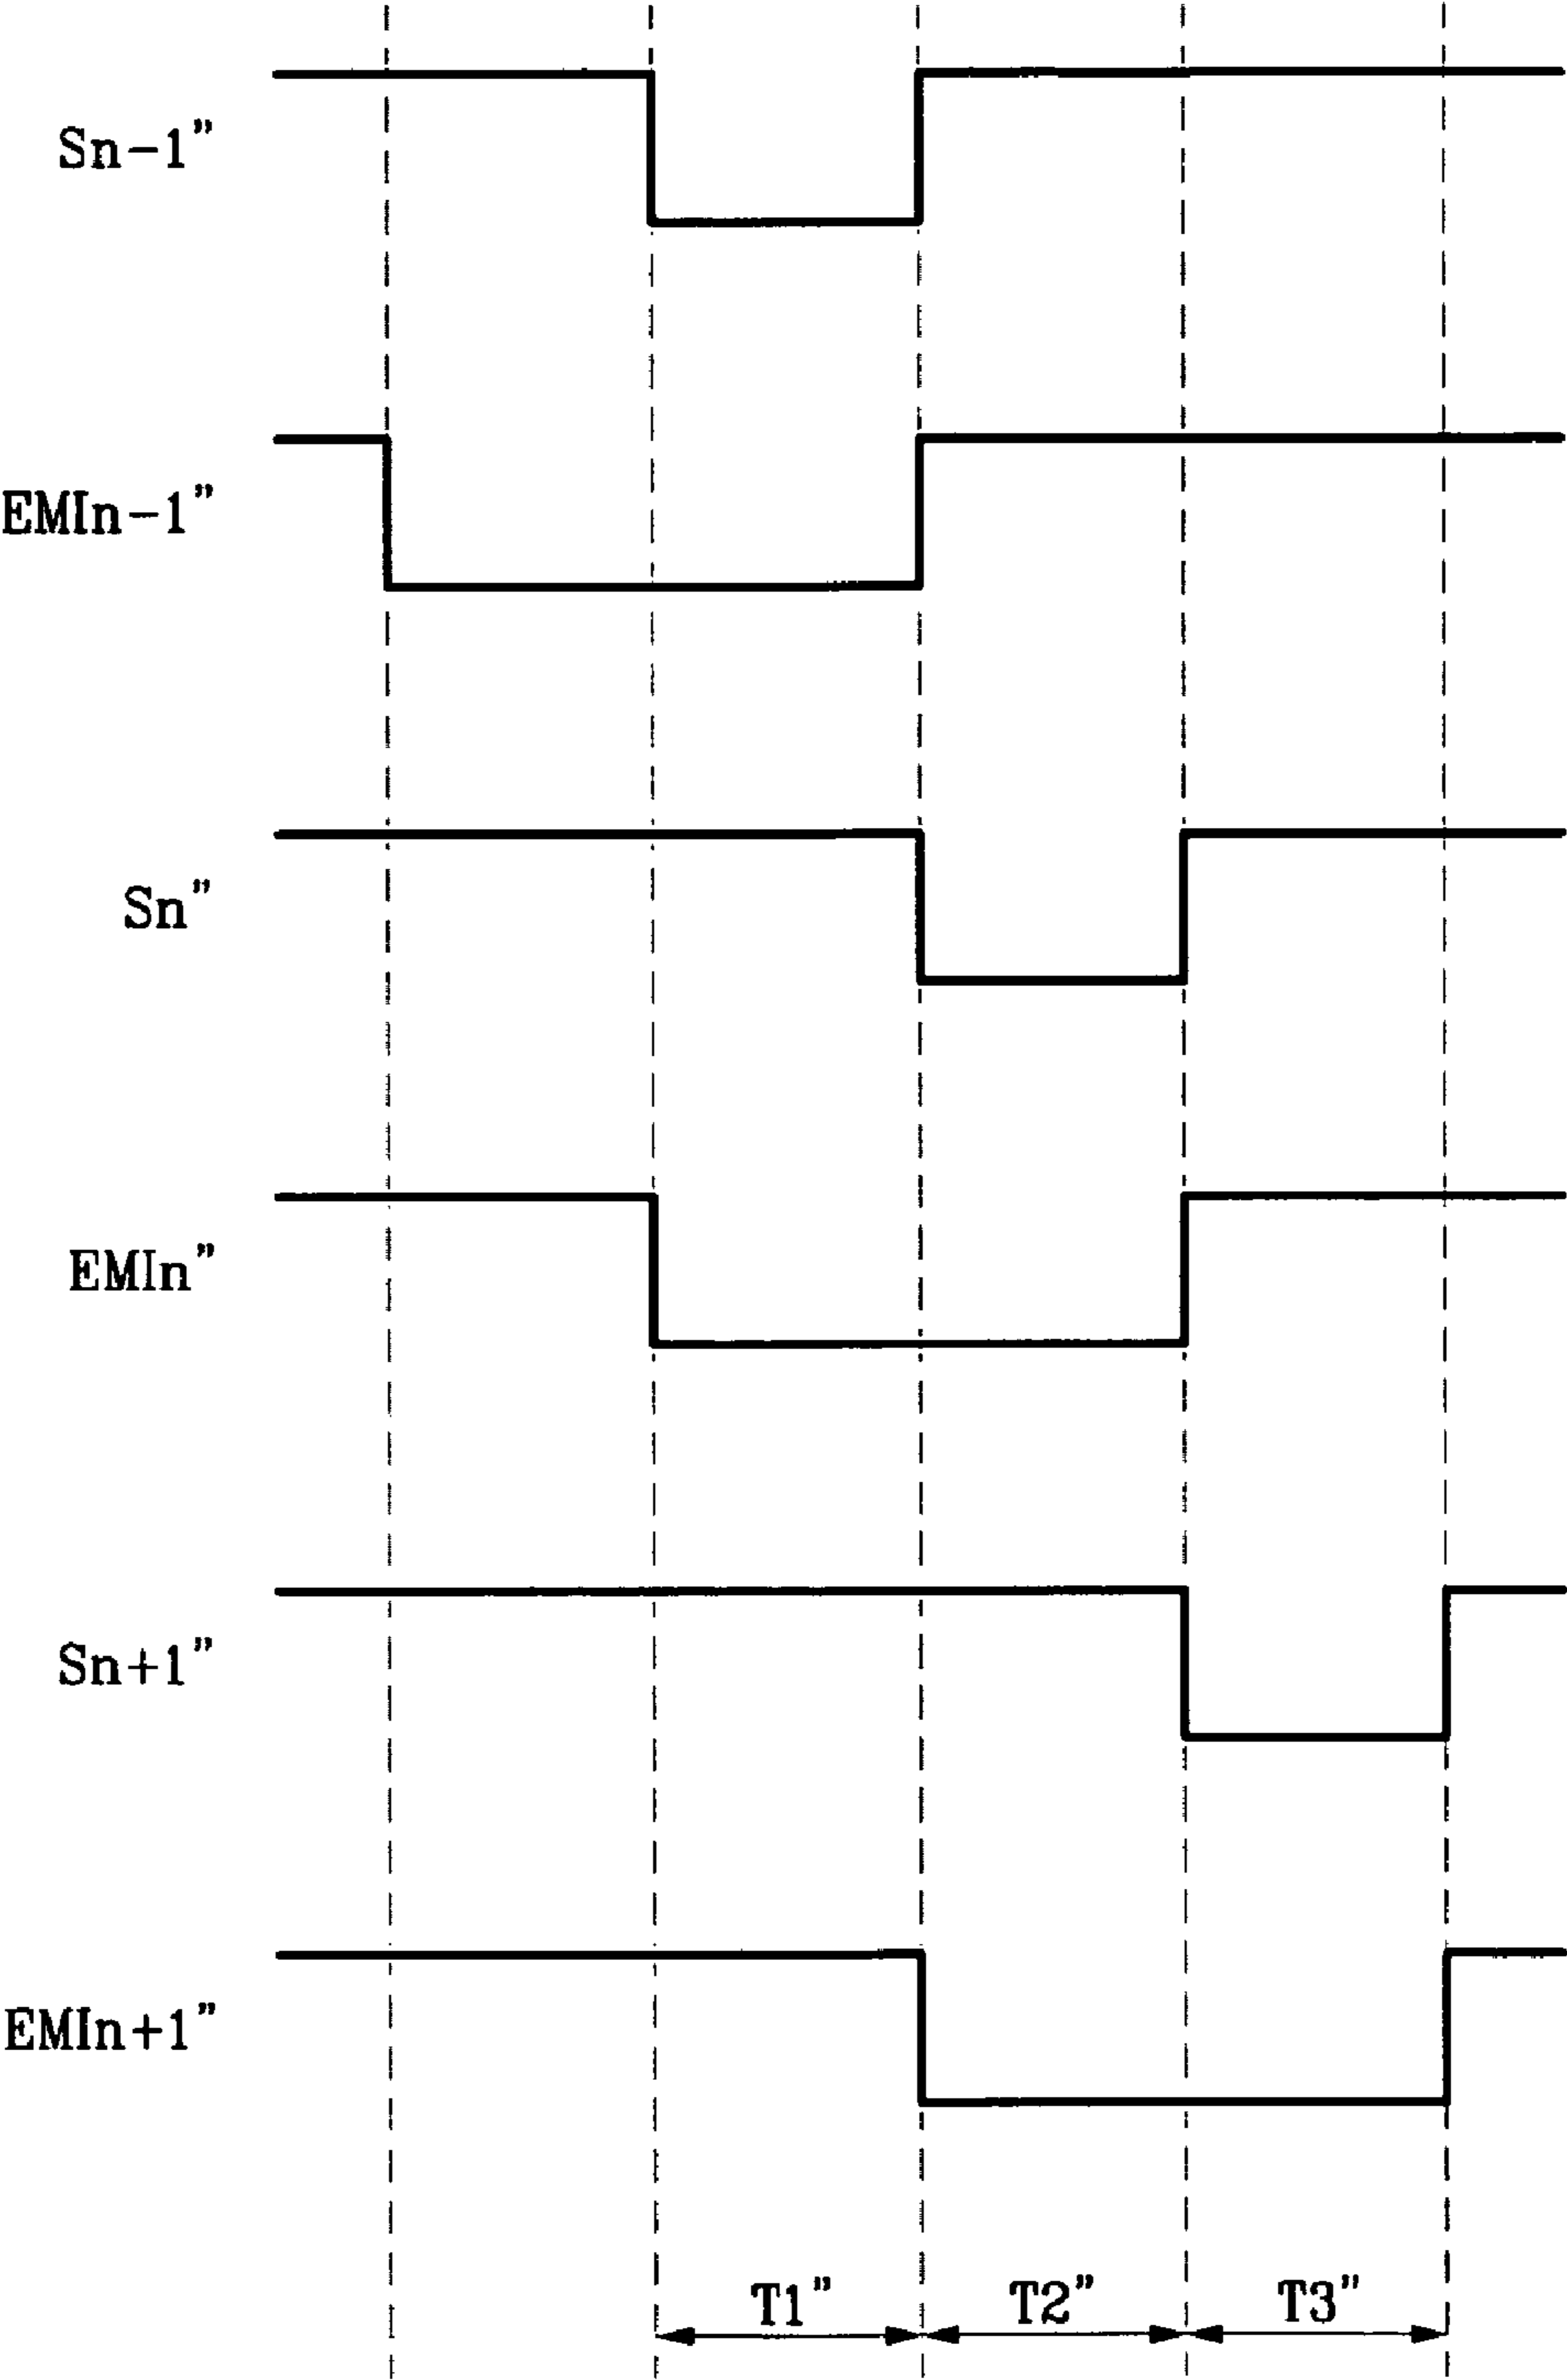 Sn-1”
EMIn-1”
Sn”
EMIn”
Sn+1”
EMIn+1”
T1” T2” T3”